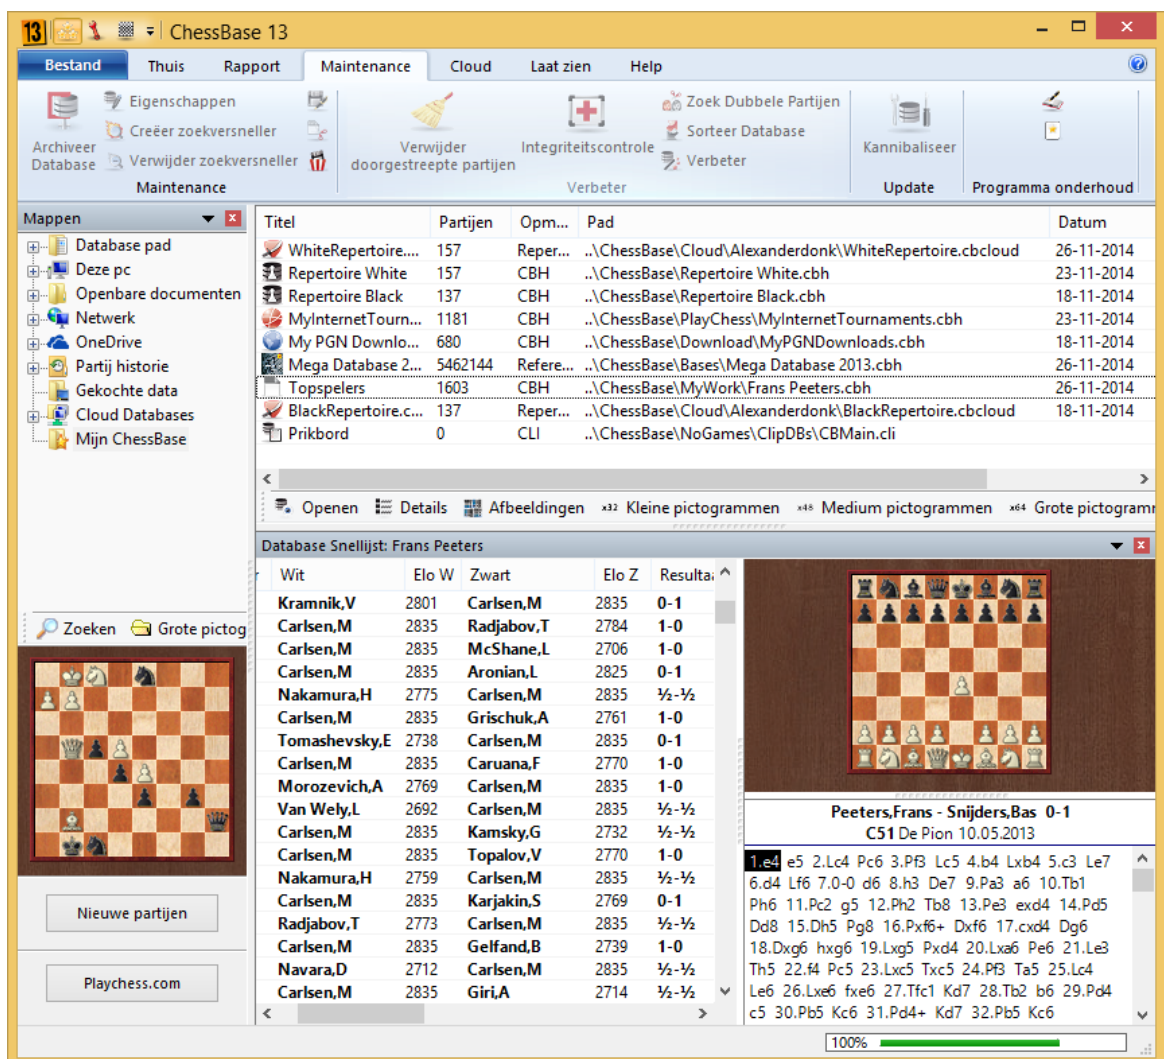 13 ChessBase 13
Bestand Thuis Rapport Maintenance Cloud Laat zien Help
Archiveer Database
Eigenschappen
Creëer zoekversneller
Verwijder zoekversneller
Maintenance
Verwijder doorgestreepte partijen
Integriteitscontrole
Zoek Dubbele Partijen
Sorteer Database
Verbeter
Verbeter
Kannibaliseer
Update
Programma onderhoud
Mappen
Database pad
Deze pc
Openbare documenten
Netwerk
OneDrive
Partij historie
Gekochte data
Cloud Databases
Mijn ChessBase
Zoeken Grote pictog
Nieuwe partijen
Playchess.com
Titel Partijen Opm... Pad Datum
WhiteRepertoire.... 157 Reper... ..\ChessBase\Cloud\Alexanderdonk\WhiteRepertoire.cbcloud 26-11-2014
Repertoire White 157 CBH ..\ChessBase\Repertoire White.cbh 23-11-2014
Repertoire Black 137 CBH ..\ChessBase\Repertoire Black.cbh 18-11-2014
MyInternetTourn... 1181 CBH ..\ChessBase\PlayChess\MyInternetTournaments.cbh 23-11-2014
My PGN Downlo... 680 CBH ..\ChessBase\Download\MyPGNDownloads.cbh 18-11-2014
Mega Database 2... 5462144 Refere... ..\ChessBase\Bases\Mega Database 2013.cbh 26-11-2014
Topspelers 1603 CBH ..\ChessBase\MyWork\Frans Peeters.cbh 26-11-2014
BlackRepertoire.c... 137 Reper... ..\ChessBase\Cloud\Alexanderdonk\BlackRepertoire.cbcloud 18-11-2014
Prikbord 0 CLI ..\ChessBase\NoGames\ClipDBs\CBMain.cli
Openen Details Afbeeldingen x32 Kleine pictogrammen x48 Medium pictogrammen x64 Grote pictogramm
Database Snellijst: Frans Peeters
r Wit Elo W Zwart Elo Z Resulta
Kramnik,V 2801 Carlsen,M 2835 0-1
Carlsen,M 2835 Radjabov,T 2784 1-0
Carlsen,M 2835 McShane,L 2706 1-0
Carlsen,M 2835 Aronian,L 2825 0-1
Nakamura,H 2775 Carlsen,M 2835 ½-½
Carlsen,M 2835 Grischuk,A 2761 1-0
Tomashevsky,E 2738 Carlsen,M 2835 0-1
Carlsen,M 2835 Caruana,F 2770 1-0
Morozevich,A 2769 Carlsen,M 2835 1-0
Van Wely,L 2692 Carlsen,M 2835 ½-½
Carlsen,M 2835 Kamsky,G 2732 ½-½
Carlsen,M 2835 Topalov,V 2770 1-0
Nakamura,H 2759 Carlsen,M 2835 ½-½
Carlsen,M 2835 Karjakin,S 2769 0-1
Radjabov,T 2773 Carlsen,M 2835 ½-½
Carlsen,M 2835 Gelfand,B 2739 1-0
Navara,D 2712 Carlsen,M 2835 ½-½
Carlsen,M 2835 Giri,A 2714 ½-½
Peeters,Frans - Snijders,Bas 0-1
C51 De Pion 10.05.2013
1.e4 e5 2.Lc4 Pc6 3.Pf3 Lc5 4.b4 Lxb4 5.c3 Le7
6.d4 Lf6 7.0-0 d6 8.h3 De7 9.Pa3 a6 10.Tb1
Ph6 11.Pc2 g5 12.Ph2 Tb8 13.Pe3 exd4 14.Pd5
Dd8 15.Dh5 Pg8 16.Pxf6+ Dxf6 17.cxd4 Dg6
18.Dxg6 hxg6 19.Lxg5 Pxd4 20.Lxa6 Pe6 21.Le3
Th5 22.f4 Pc5 23.Lxc5 Txc5 24.Pf3 Ta5 25.Lc4
Le6 26.Lxe6 fxe6 27.Tfc1 Kd7 28.Tb2 b6 29.Pd4
c5 30.Pb5 Kc6 31.Pd4+ Kd7 32.Pb5 Kc6
100%